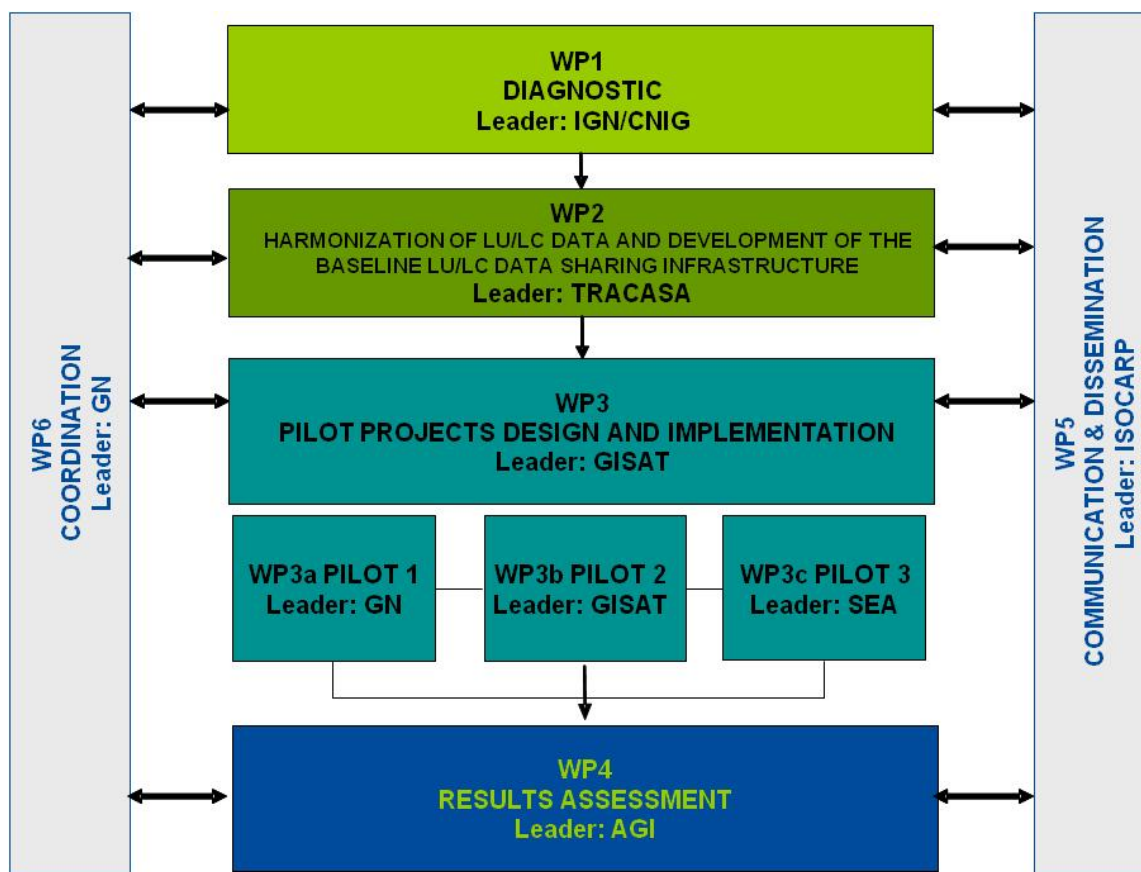 WP1
DIAGNOSTIC
Leader: IGN/CNIG
WP2
HARMONIZATION OF LU/LC DATA AND DEVELOPMENT OF THE
BASELINE LU/LC DATA SHARING INFRASTRUCTURE
Leader: TRACASA
WP3
PILOT PROJECTS DESIGN AND IMPLEMENTATION
Leader: GISAT
WP3a PILOT 1
Leader: GN
WP3b PILOT 2
Leader: GISAT
WP3c PILOT 3
Leader: SEA
WP4
RESULTS ASSESSMENT
Leader: AGI
WP6
COORDINATION
Leader: GN
WP5
COMMUNICATION & DISSEMINATION
Leader: ISOCARP